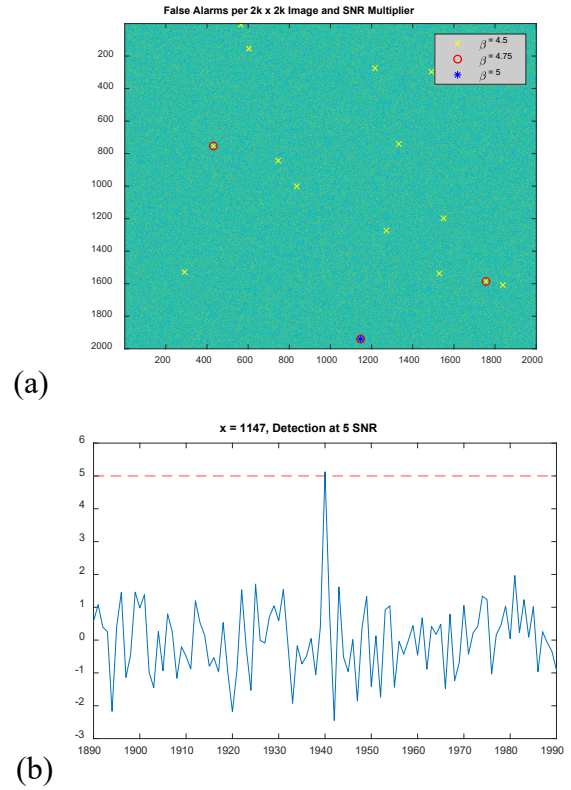 False Alarms per 2k x 2k Image and SNR Multiplier
β=4.5
β=4.75
β=5
200
400
600
800
1000
1200
1400
1600
1800
2000
200 400 600 800 1000 1200 1400 1600 1800 2000
(a)
x = 1147, Detection at 5 SNR
6
5
4
3
2
1
0
-1
-2
-3
1890 1900 1910 1920 1930 1940 1950 1960 1970 1980 1990
(b)